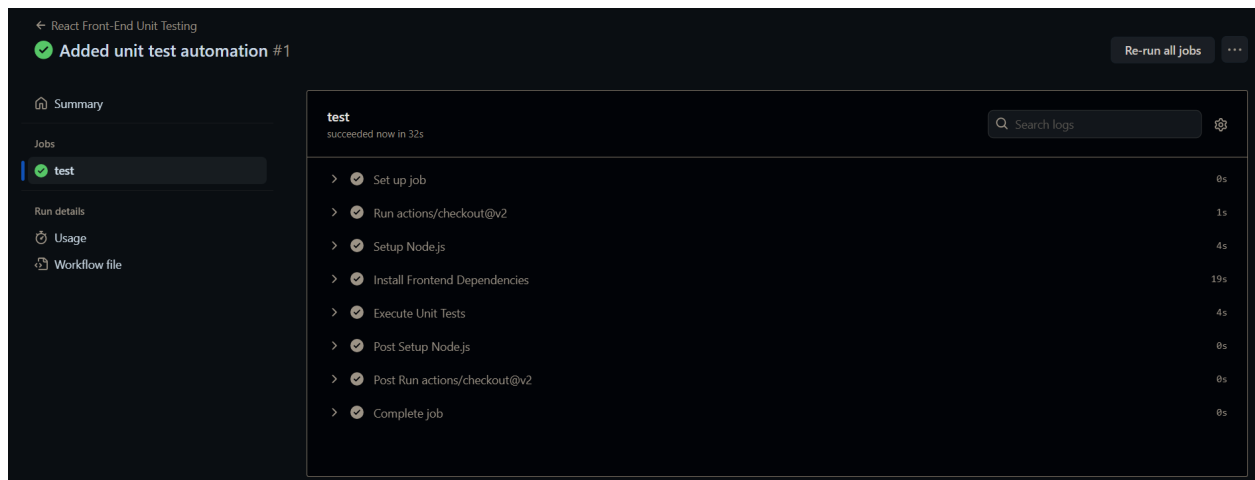 ← React Front-End Unit Testing
Added unit test automation #1
Re-run all jobs
...
Summary
Jobs
test
Run details
Usage
Workflow file
test
succeeded now in 32s
Search logs
Set up job 0s
Run actions/checkout@v2 1s
Setup Node.js 4s
Install Frontend Dependencies 19s
Execute Unit Tests 4s
Post Setup Node.js 0s
Post Run actions/checkout@v2 0s
Complete job 0s